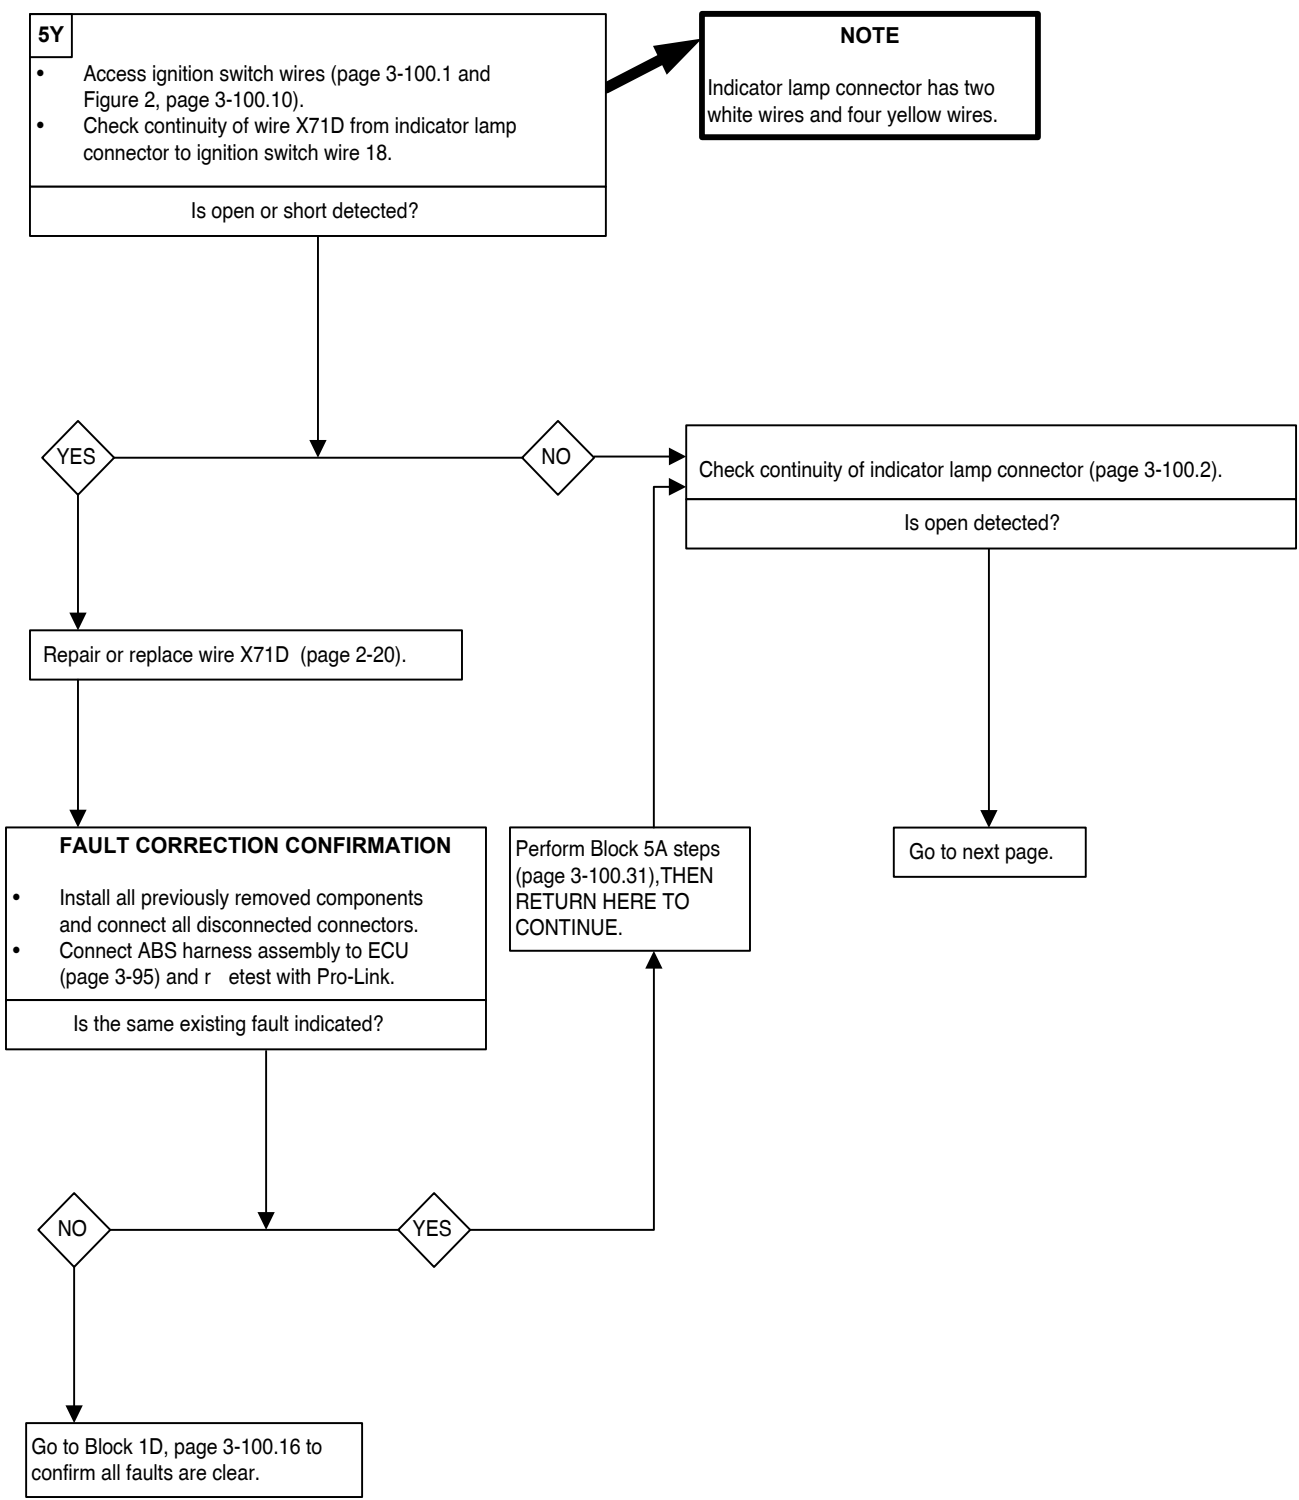 5Y
• Access ignition switch wires (page 3-100.1 and
Figure 2, page 3-100.10).
• Check continuity of wire X71D from indicator lamp
connector to ignition switch wire 18.
Is open or short detected?
NOTE
Indicator lamp connector has two
white wires and four yellow wires.
YES
NO
Check continuity of indicator lamp connector (page 3-100.2).
Is open detected?
Repair or replace wire X71D (page 2-20).
FAULT CORRECTION CONFIRMATION
• Install all previously removed components
and connect all disconnected connectors.
• Connect ABS harness assembly to ECU
(page 3-95) and r etest with Pro-Link.
Is the same existing fault indicated?
Perform Block 5A steps
(page 3-100.31),THEN
RETURN HERE TO
CONTINUE.
Go to next page.
NO
YES
Go to Block 1D, page 3-100.16 to
confirm all faults are clear.